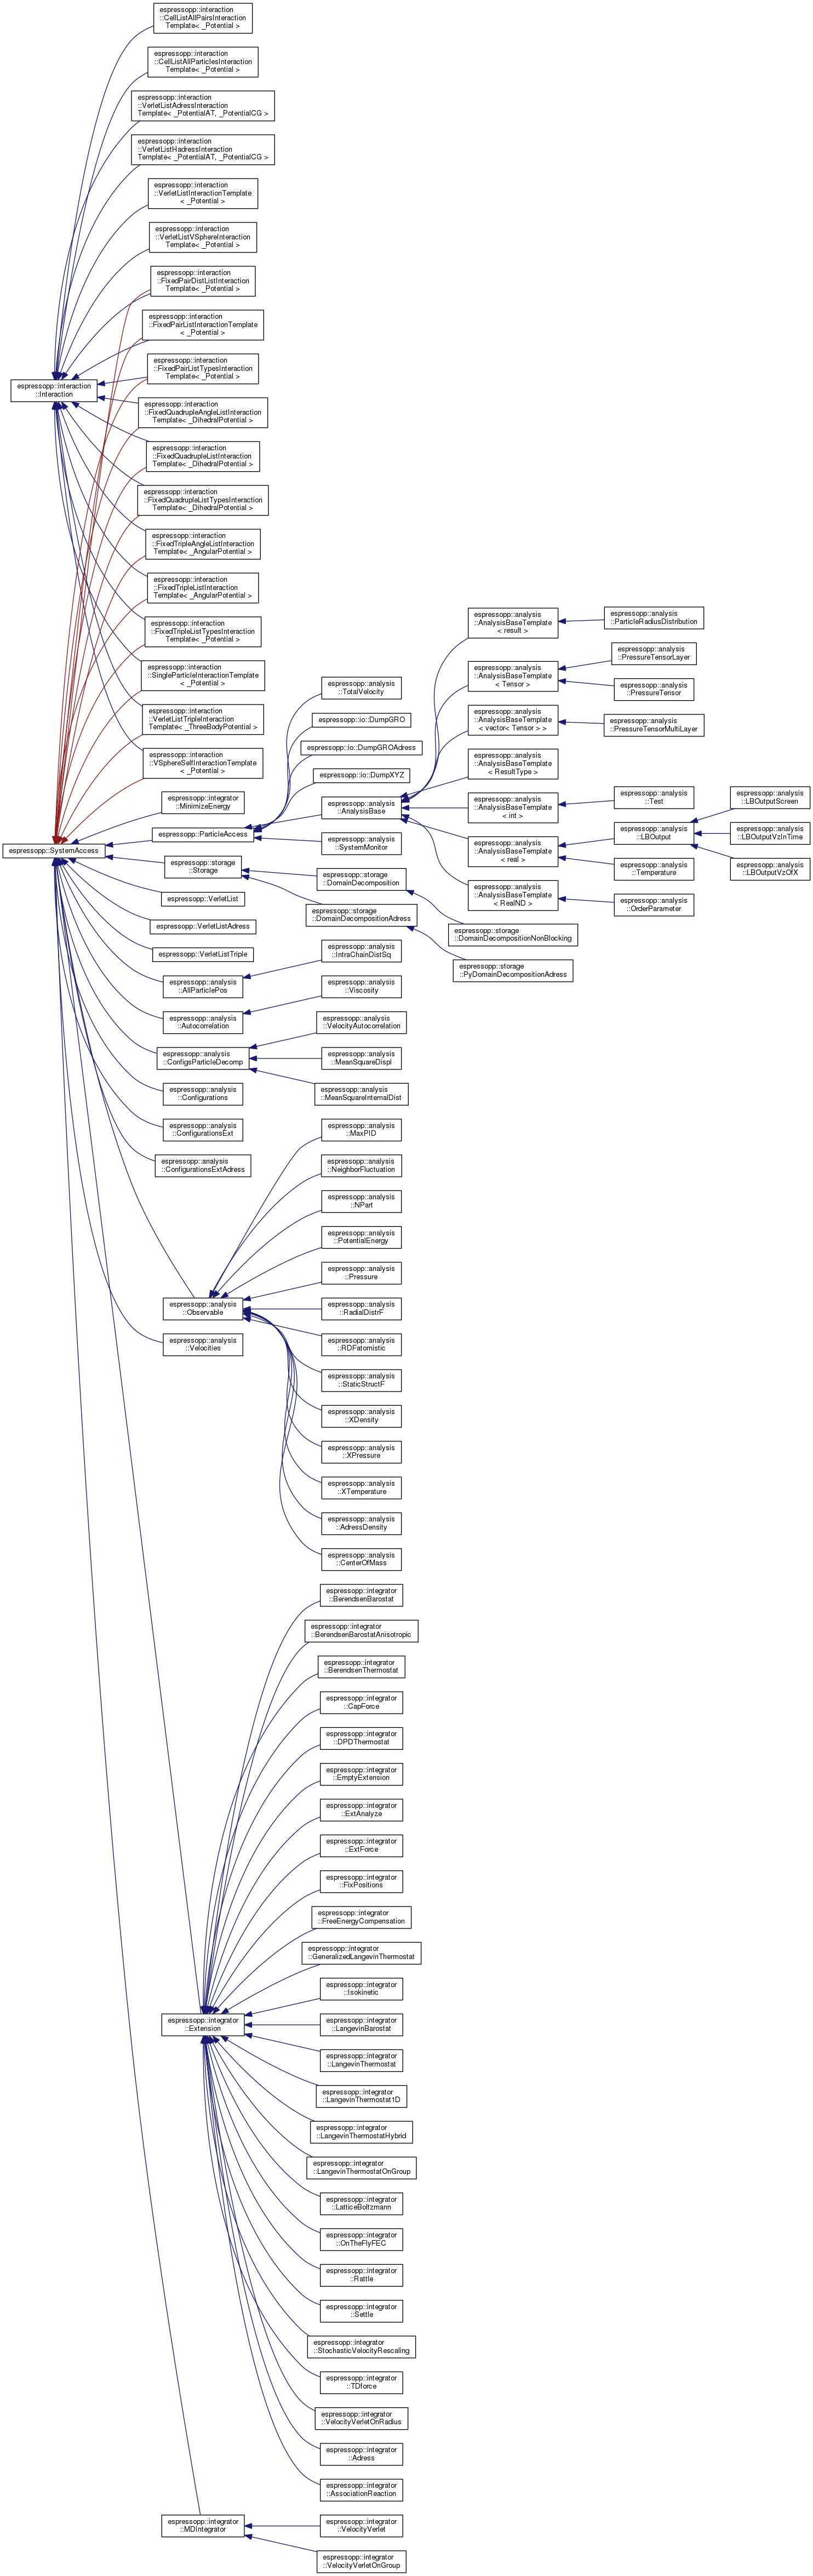 espressopp::interaction
::CellListAllPairsInteraction
Template< _Potential >
espressopp::interaction
::CellListAllParticlesInteraction
Template< _Potential >
espressopp::interaction
::VerletListAdressInteraction
Template< _PotentialAT, _PotentialCG >
espressopp::interaction
::VerletListHadressInteraction
Template< _PotentialAT, _PotentialCG >
espressopp::interaction
::VerletListInteractionTemplate
< _Potential >
espressopp::interaction
::VerletListVSphereInteraction
Template< _Potential >
espressopp::interaction
::FixedPairDistListInteraction
Template< _Potential >
espressopp::interaction
::FixedPairListInteractionTemplate
< _Potential >
espressopp::interaction
::FixedPairListTypesInteraction
Template< _Potential >
espressopp::interaction
::Interaction
espressopp::interaction
::FixedQuadrupleAngleListInteraction
Template< _DihedralPotential >
espressopp::interaction
::FixedQuadrupleListInteraction
Template< _DihedralPotential >
espressopp::interaction
::FixedQuadrupleListTypesInteraction
Template< _DihedralPotential >
espressopp::interaction
::FixedTripleAngleListInteraction
Template< _AngularPotential >
espressopp::interaction
::FixedTripleListInteraction
Template< _AngularPotential >
espressopp::interaction
::FixedTripleListTypesInteraction
Template< _Potential >
espressopp::interaction
::SingleParticleInteractionTemplate
< _Potential >
espressopp::interaction
::VerletListTripleInteraction
Template< _ThreeBodyPotential >
espressopp::interaction
::VSphereSelfInteractionTemplate
< _Potential >
espressopp::integrator
::MinimizeEnergy
espressopp::ParticleAccess
espressopp::SystemAccess
espressopp::storage
::Storage
espressopp::VerletList
espressopp::VerletListAdress
espressopp::VerletListTriple
espressopp::analysis
::AllParticlePos
espressopp::analysis
::Autocorrelation
espressopp::analysis
::ConfigsParticleDecomp
espressopp::analysis
::Configurations
espressopp::analysis
::ConfigurationsExt
espressopp::analysis
::ConfigurationsExtAdress
espressopp::analysis
::Observable
espressopp::analysis
::Velocities
espressopp::integrator
::Extension
espressopp::integrator
::MDIntegrator
espressopp::analysis
::TotalVelocity
espressopp::io::DumpGRO
espressopp::io::DumpGROAdress
espressopp::io::DumpXYZ
espressopp::analysis
::AnalysisBase
espressopp::analysis
::SystemMonitor
espressopp::storage
::DomainDecomposition
espressopp::storage
::DomainDecompositionAdress
espressopp::analysis
::IntraChainDistSq
espressopp::analysis
::Viscosity
espressopp::analysis
::VelocityAutocorrelation
espressopp::analysis
::MeanSquareDispl
espressopp::analysis
::MeanSquareInternalDist
espressopp::analysis
::MaxPID
espressopp::analysis
::NeighborFluctuation
espressopp::analysis
::NPart
espressopp::analysis
::PotentialEnergy
espressopp::analysis
::Pressure
espressopp::analysis
::RadialDistrF
espressopp::analysis
::RDFatomistic
espressopp::analysis
::StaticStructF
espressopp::analysis
::XDensity
espressopp::analysis
::XPressure
espressopp::analysis
::XTemperature
espressopp::analysis
::AdressDensity
espressopp::analysis
::CenterOfMass
espressopp::integrator
::BerendsenBarostat
espressopp::integrator
::BerendsenBarostatAnisotropic
espressopp::integrator
::BerendsenThermostat
espressopp::integrator
::CapForce
espressopp::integrator
::DPDThermostat
espressopp::integrator
::EmptyExtension
espressopp::integrator
::ExtAnalyze
espressopp::integrator
::ExtForce
espressopp::integrator
::FixPositions
espressopp::integrator
::FreeEnergyCompensation
espressopp::integrator
::GeneralizedLangevinThermostat
espressopp::integrator
::Isokinetic
espressopp::integrator
::LangevinBarostat
espressopp::integrator
::LangevinThermostat
espressopp::integrator
::LangevinThermostat1D
espressopp::integrator
::LangevinThermostatHybrid
espressopp::integrator
::LangevinThermostatOnGroup
espressopp::integrator
::LatticeBoltzmann
espressopp::integrator
::OnTheFlyFEC
espressopp::integrator
::Rattle
espressopp::integrator
::Settle
espressopp::integrator
::StochasticVelocityRescaling
espressopp::integrator
::TDforce
espressopp::integrator
::VelocityVerletOnRadius
espressopp::integrator
::Adress
espressopp::integrator
::AssociationReaction
espressopp::integrator
::VelocityVerlet
espressopp::integrator
::VelocityVerletOnGroup
espressopp::analysis
::AnalysisBaseTemplate
< result >
espressopp::analysis
::AnalysisBaseTemplate
< Tensor >
espressopp::analysis
::AnalysisBaseTemplate
< vector< Tensor > >
espressopp::analysis
::AnalysisBaseTemplate
< ResultType >
espressopp::analysis
::AnalysisBaseTemplate
< int >
espressopp::analysis
::AnalysisBaseTemplate
< real >
espressopp::analysis
::AnalysisBaseTemplate
< RealND >
espressopp::storage
::DomainDecompositionNonBlocking
espressopp::storage
::PyDomainDecompositionAdress
espressopp::analysis
::ParticleRadiusDistribution
espressopp::analysis
::PressureTensorLayer
espressopp::analysis
::PressureTensor
espressopp::analysis
::PressureTensorMultiLayer
espressopp::analysis
::Test
espressopp::analysis
::LBOutput
espressopp::analysis
::Temperature
espressopp::analysis
::OrderParameter
espressopp::analysis
::LBOutputScreen
espressopp::analysis
::LBOutputVzInTime
espressopp::analysis
::LBOutputVzOfX